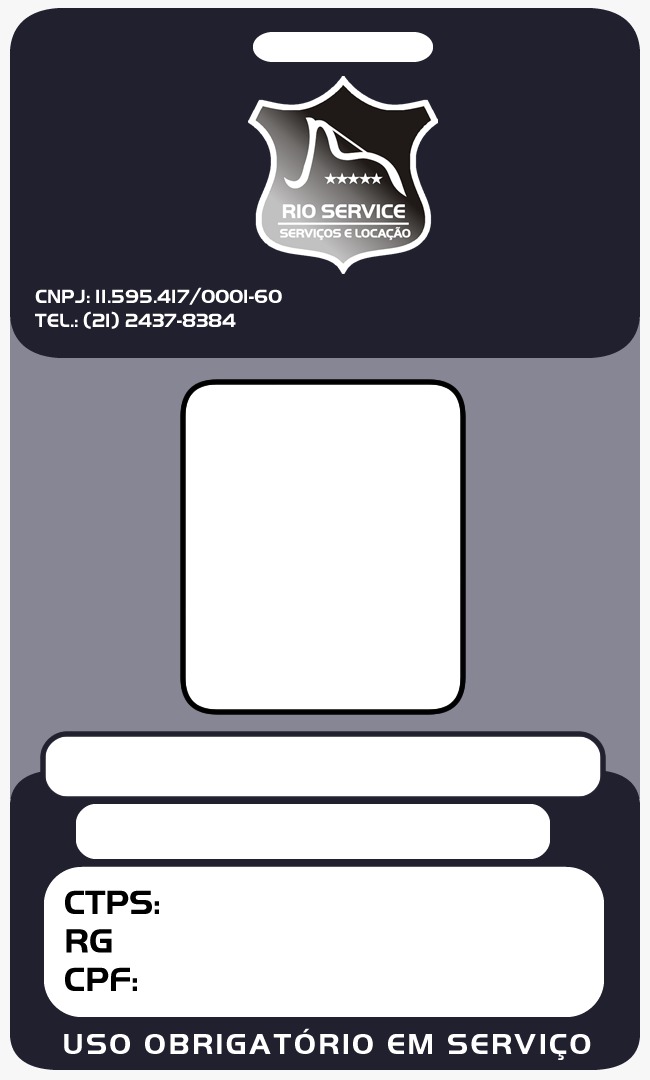 RIO SERVICE
SERVIÇOS E LOCAÇÃO
CNPJ: 11.595.417/0001-60
TEL.: (21) 2437-8384
CTPS:
RG
CPF:
USO OBRIGATÓRIO EM SERVIÇO